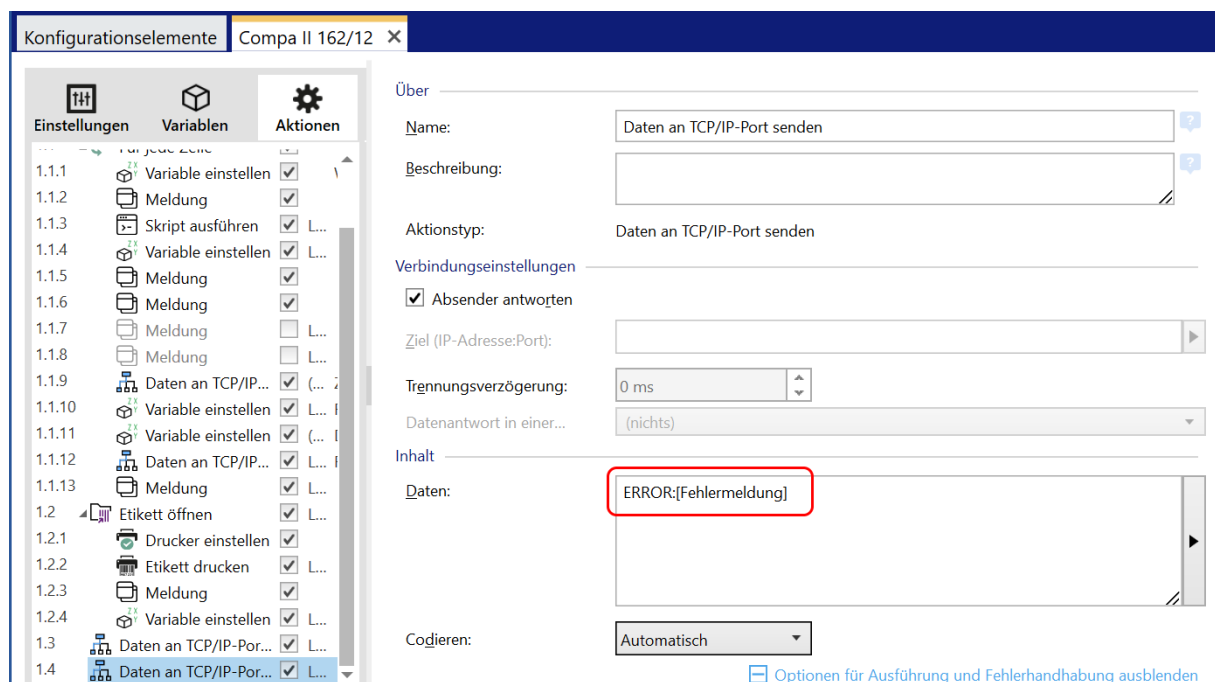 Konfigurationselemente Compa II 162/12
Einstellungen Variablen Aktionen
Für jede Zeile
1.1.1 Variable einstellen
1.1.2 Meldung
1.1.3 Skript ausführen L...
1.1.4 Variable einstellen L...
1.1.5 Meldung
1.1.6 Meldung
1.1.7 Meldung L...
1.1.8 Meldung L...
1.1.9 Daten an TCP/IP... (...
1.1.10 Variable einstellen L...
1.1.11 Variable einstellen (...
1.1.12 Daten an TCP/IP... L...
1.1.13 Meldung L...
1.2 Etikett öffnen L...
1.2.1 Drucker einstellen
1.2.2 Etikett drucken L...
1.2.3 Meldung
1.2.4 Variable einstellen L...
1.3 Daten an TCP/IP-Por... L...
1.4 Daten an TCP/IP-Por... L...
Über
Name: Daten an TCP/IP-Port senden
Beschreibung:
Aktionstyp: Daten an TCP/IP-Port senden
Verbindungseinstellungen
Absender antworten
Ziel (IP-Adresse:Port):
Trennungsverzögerung: 0 ms
Datenantwort in einer... (nichts)
Inhalt
Daten: ERROR:[Fehlermeldung]
Codieren: Automatisch
Optionen für Ausführung und Fehlerhandhabung ausblenden